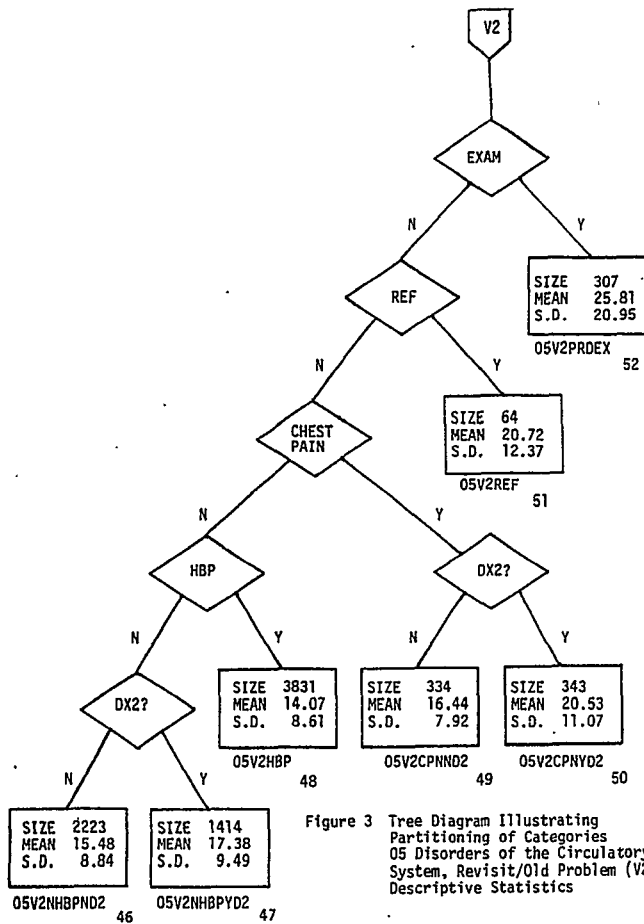 V2
EXAM
N
Y
REF
SIZE 307
MEAN 25.81
S.D. 20.95
05V2PRDEX
52
N
Y
CHEST
PAIN
SIZE 64
MEAN 20.72
S.D. 12.37
05V2REF
51
N
Y
HBP
DX2?
N
Y
N
Y
DX2?
SIZE 3831
MEAN 14.07
S.D. 8.61
05V2HBP
48
SIZE 334
MEAN 16.44
S.D. 7.92
05V2CPNND2
49
SIZE 343
MEAN 20.53
S.D. 11.07
05V2CPNYD2
50
N
Y
SIZE 2223
MEAN 15.48
S.D. 8.84
05V2NHBPND2
46
SIZE 1414
MEAN 17.38
S.D. 9.49
05V2NHBPYD2
47
Figure 3 Tree Diagram Illustrating
Partitioning of Categories
05 Disorders of the Circulatory
System, Revisit/Old Problem (V2
Descriptive Statistics